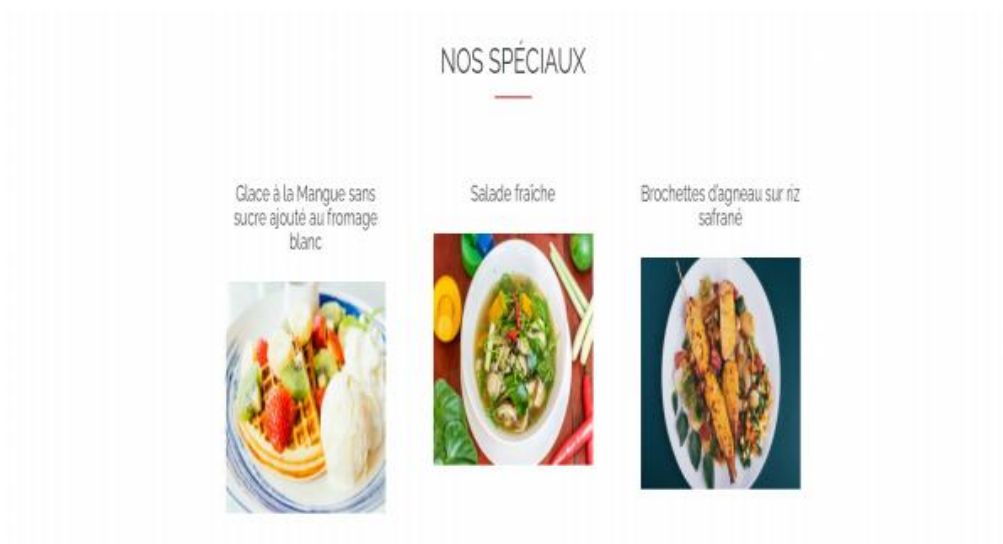 NOS SPÉCIAUX
Glace à la Mangue sans
sucre ajouté au fromage
blanc
Salade fraîche
Brochettes d'agneau sur riz
safrané